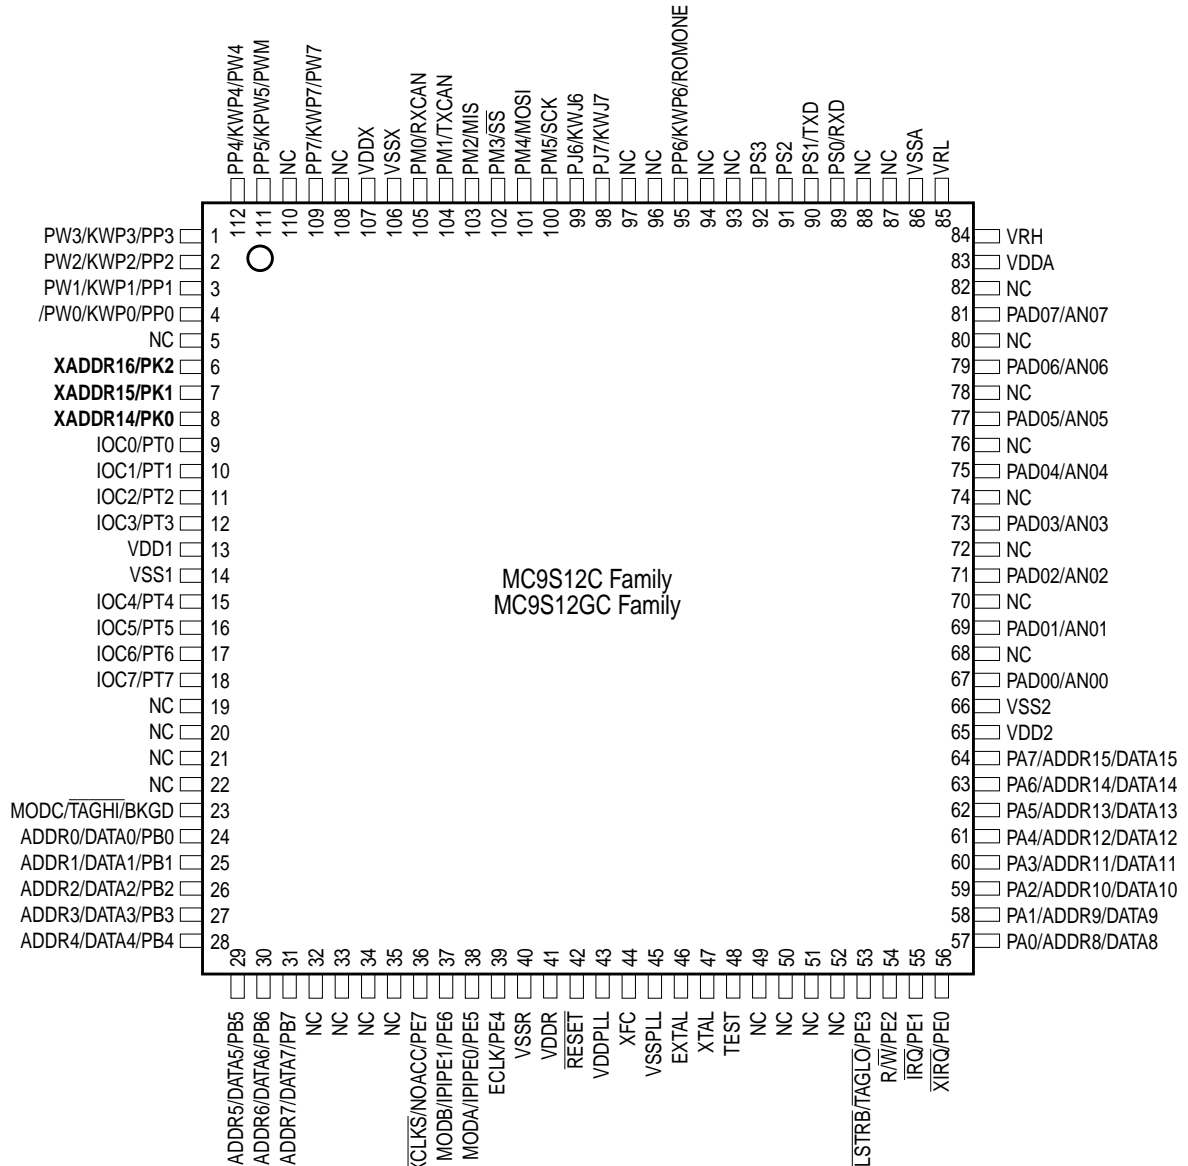 PP4/KWP4/PW4
PP5/KPW5/PWM
NC
PP7/KWP7/PW7
NC
VDDX
VSSX
PM0/RXCAN
PM1/TXCAN
PM2/MIS
PM3/SS
PM4/MOSI
PM5/SCK
PJ6/KWJ6
PJ7/KWJ7
NC
NC
PP6/KWP6/ROMONE
NC
NC
PS3
PS2
PS1/TXD
PS0/RXD
NC
NC
VSSA
VRL
112
111
110
109
108
107
106
105
104
103
102
101
100
99
98
97
96
95
94
93
92
91
90
89
88
87
86
85
PW3/KWP3/PP3 1
PW2/KWP2/PP2 2
PW1/KWP1/PP1 3
/PW0/KWP0/PP0 4
NC 5
XADDR16/PK2 6
XADDR15/PK1 7
XADDR14/PK0 8
IOC0/PT0 9
IOC1/PT1 10
IOC2/PT2 11
IOC3/PT3 12
VDD1 13
VSS1 14
IOC4/PT4 15
IOC5/PT5 16
IOC6/PT6 17
IOC7/PT7 18
NC 19
NC 20
NC 21
NC 22
MODC/TAGHI/BKGD 23
ADDR0/DATA0/PB0 24
ADDR1/DATA1/PB1 25
ADDR2/DATA2/PB2 26
ADDR3/DATA3/PB3 27
ADDR4/DATA4/PB4 28
MC9S12C Family
MC9S12GC Family
84 VRH
83 VDDA
82 NC
81 PAD07/AN07
80 NC
79 PAD06/AN06
78 NC
77 PAD05/AN05
76 NC
75 PAD04/AN04
74 NC
73 PAD03/AN03
72 NC
71 PAD02/AN02
70 NC
69 PAD01/AN01
68 NC
67 PAD00/AN00
66 VSS2
65 VDD2
64 PA7/ADDR15/DATA15
63 PA6/ADDR14/DATA14
62 PA5/ADDR13/DATA13
61 PA4/ADDR12/DATA12
60 PA3/ADDR11/DATA11
59 PA2/ADDR10/DATA10
58 PA1/ADDR9/DATA9
57 PA0/ADDR8/DATA8
29
30
31
32
33
34
35
36
37
38
39
40
41
42
43
44
45
46
47
48
49
50
51
52
53
54
55
56
ADDR5/DATA5/PB5
ADDR6/DATA6/PB6
ADDR7/DATA7/PB7
NC
NC
NC
NC
XCLKS/NOACC/PE7
MODB/IPIPE1/PE6
MODA/IPIPE0/PE5
ECLK/PE4
VSSR
VDDR
RESET
VDDPLL
XFC
VSSPLL
EXTAL
XTAL
TEST
NC
NC
NC
NC
LSTRB/TAGLO/PE3
R/W/PE2
IRQ/PE1
XIRQ/PE0